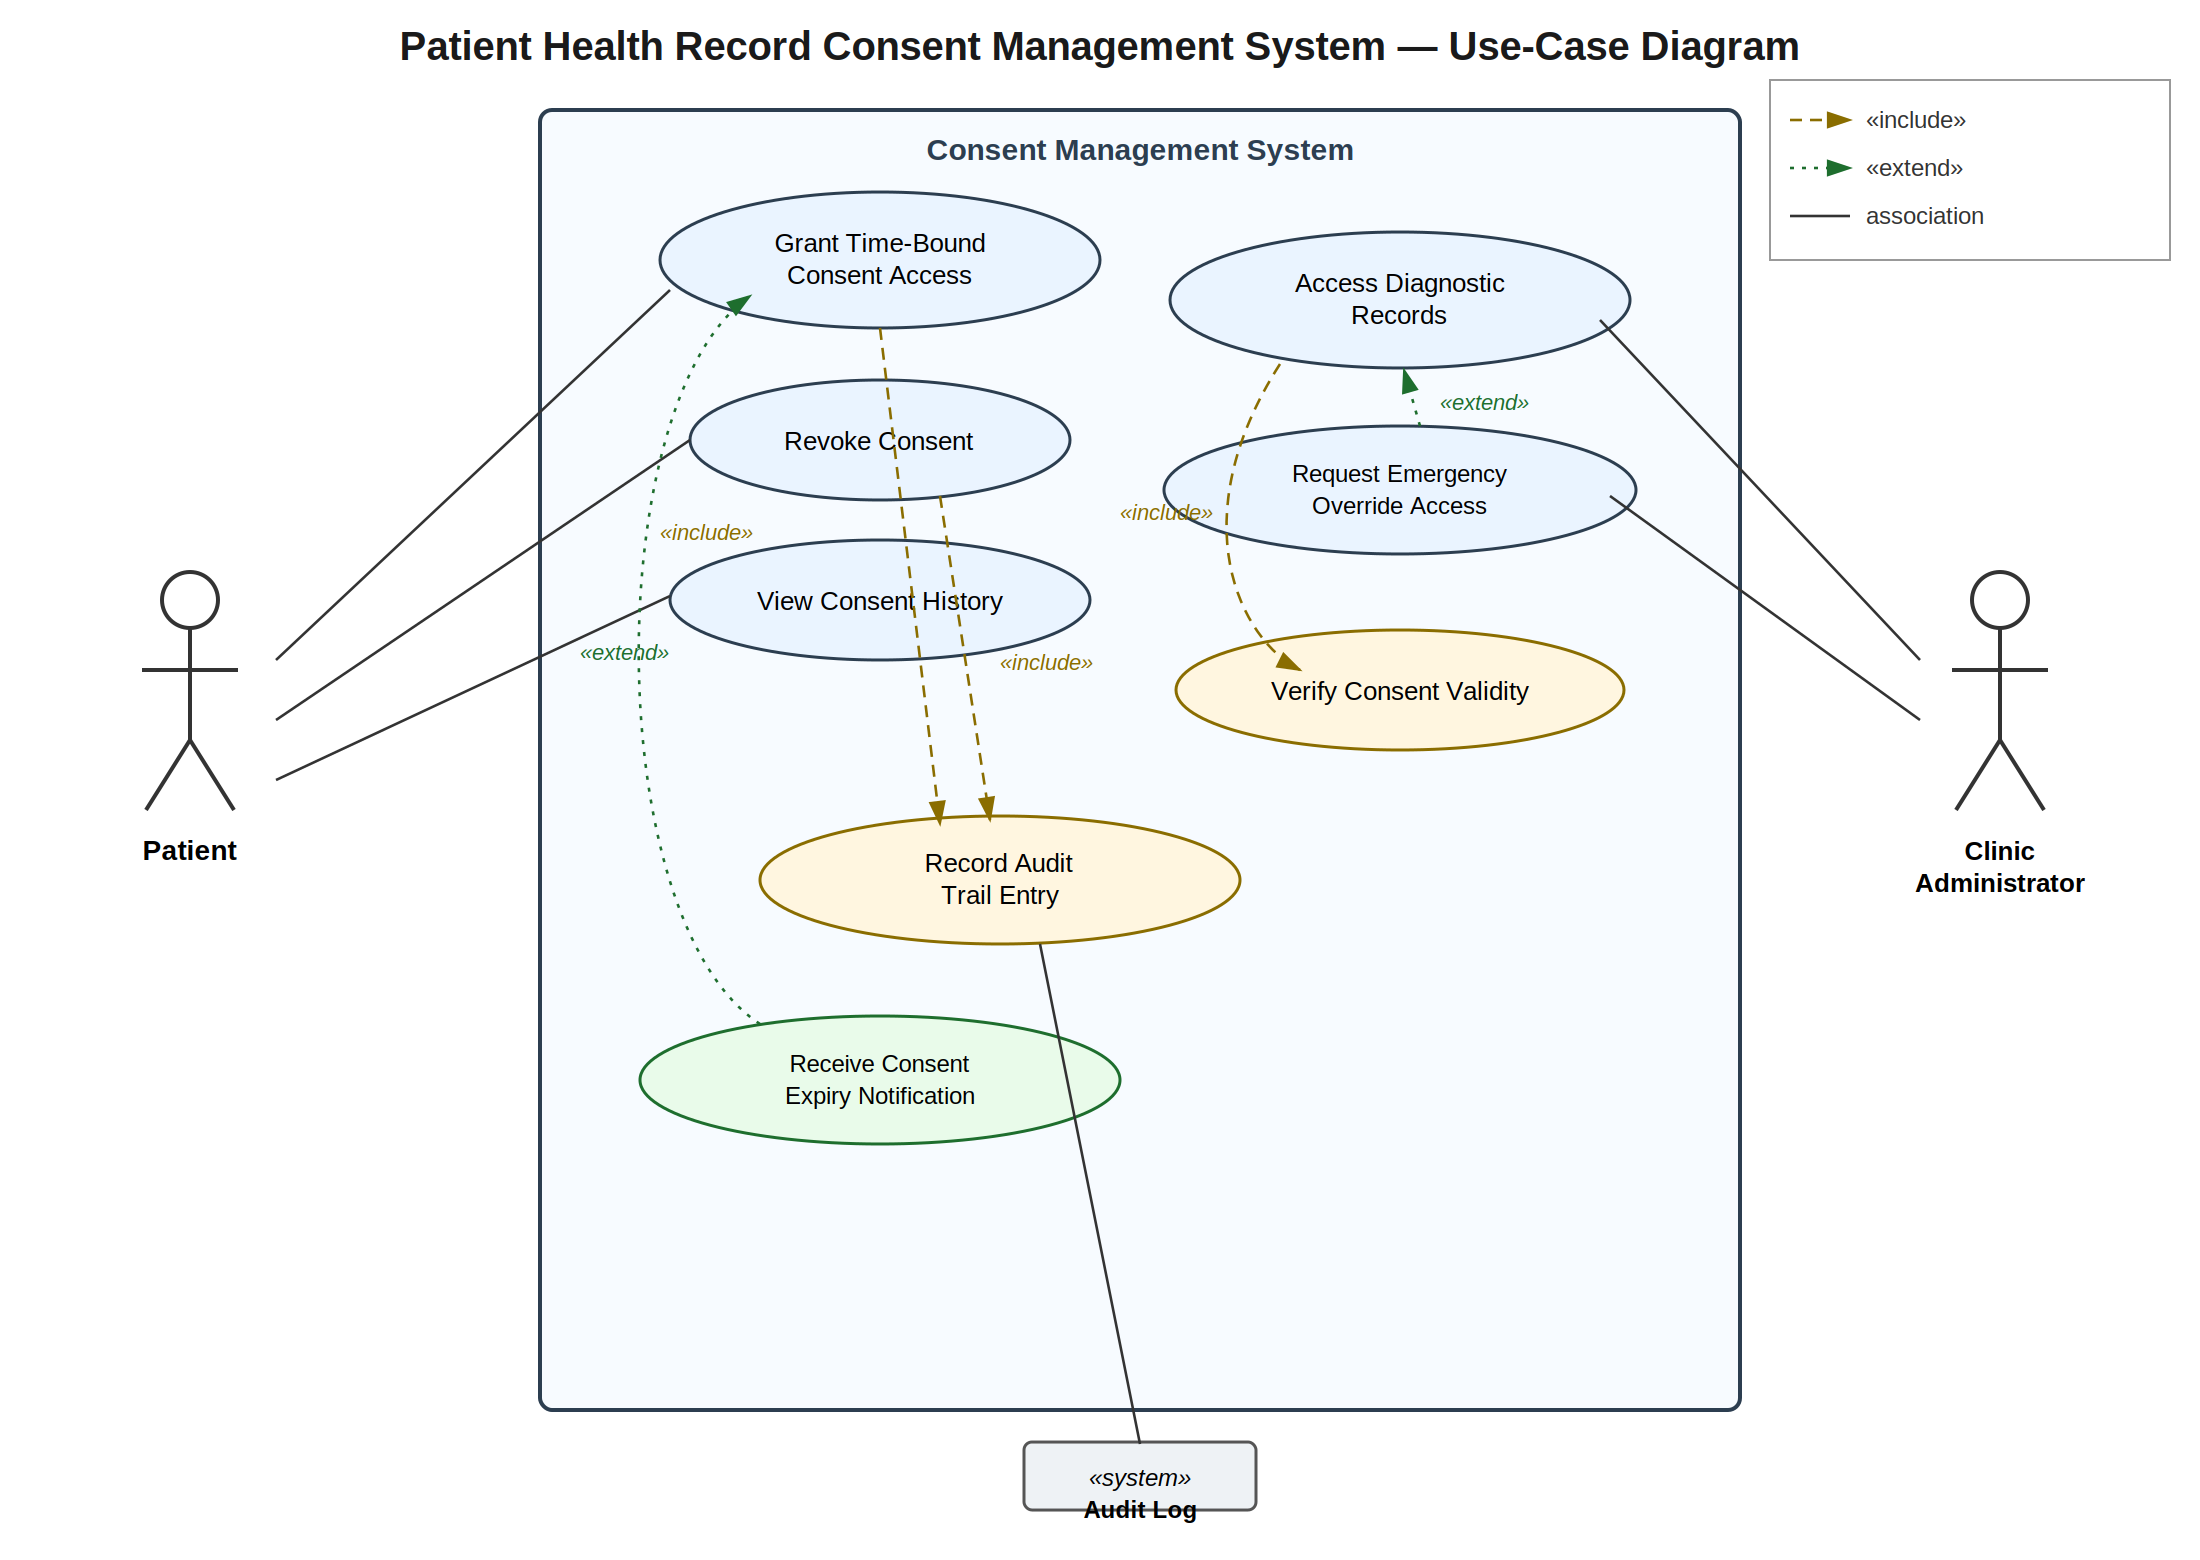 Patient Health Record Consent Management System — Use-Case Diagram
«include»
«extend»
association
Consent Management System
Grant Time-Bound
Consent Access
Access Diagnostic
Records
«extend»
Revoke Consent
Request Emergency
Override Access
«include»
«include»
View Consent History
«extend»
«include»
Verify Consent Validity
Patient
Clinic
Administrator
Record Audit
Trail Entry
Receive Consent
Expiry Notification
«system»
Audit Log